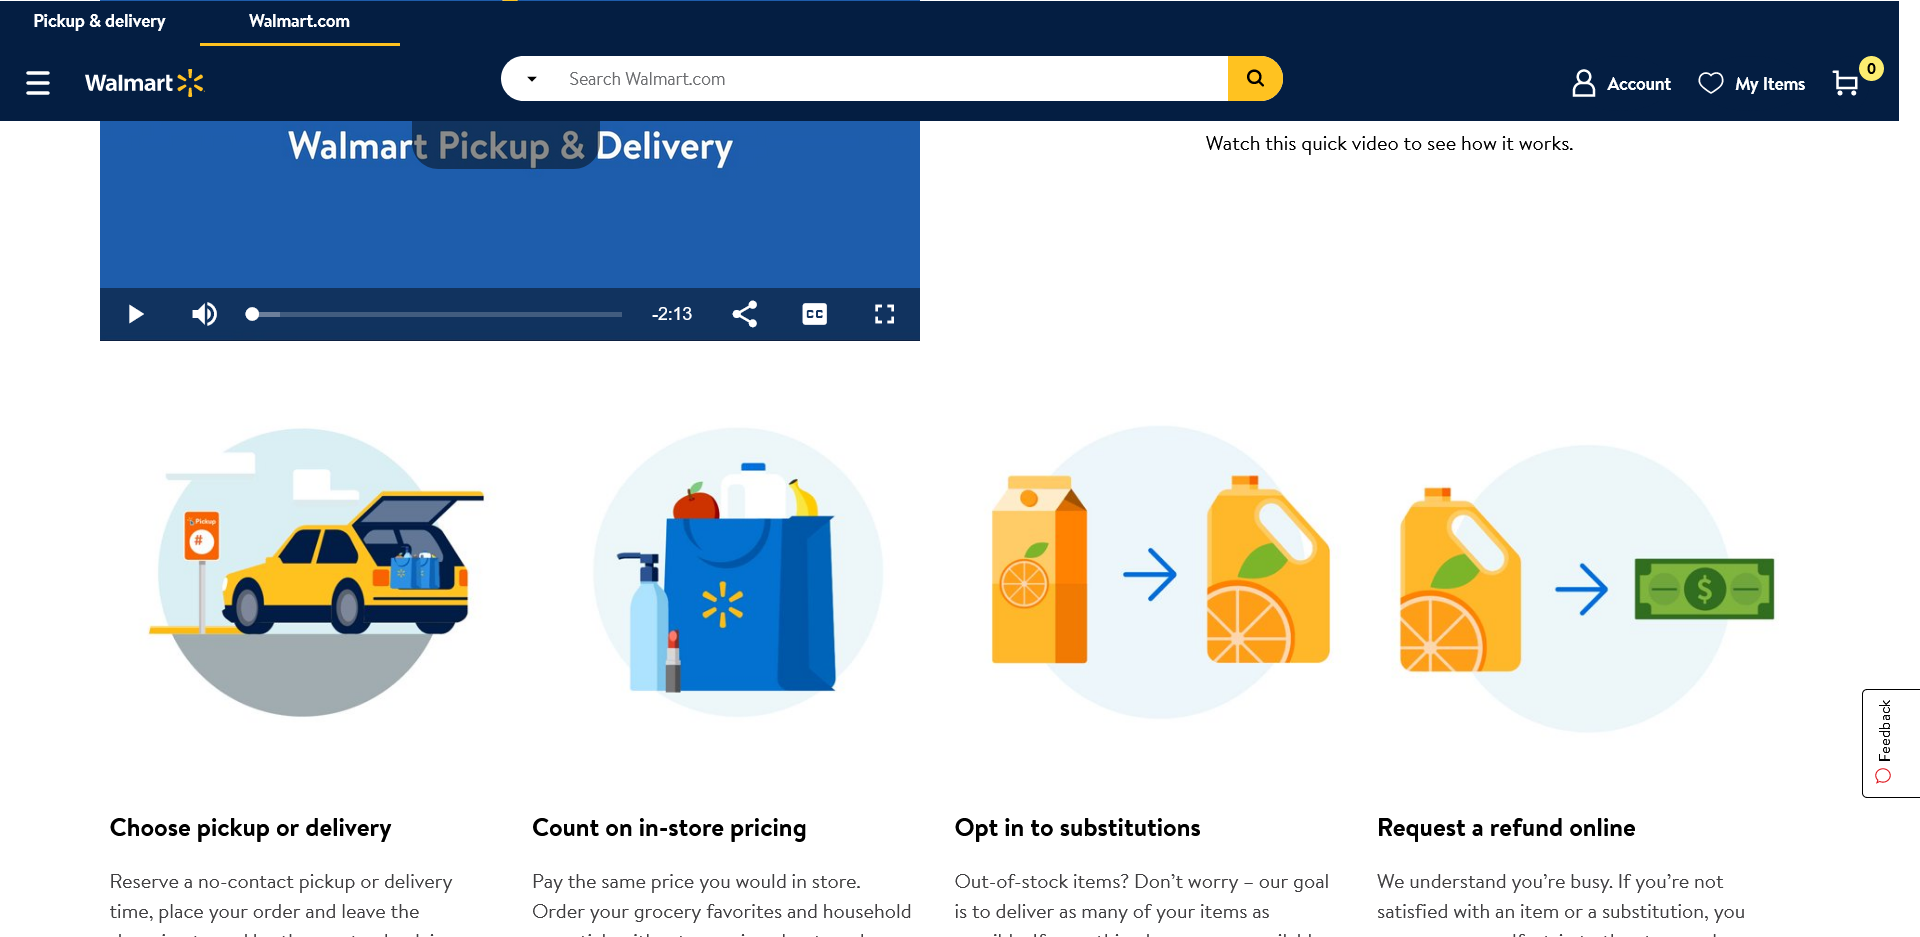 Pickup & delivery
Walmart.com
Walmart
Search Walmart.com
Account
My Items
0
Walmart Pickup & Delivery
Watch this quick video to see how it works.
-2:13
CC
Pickup
#
$
Feedback
Choose pickup or delivery
Reserve a no-contact pickup or delivery
time, place your order and leave the
Count on in-store pricing
Pay the same price you would in store.
Order your grocery favorites and household
Opt in to substitutions
Out-of-stock items? Don’t worry – our goal
is to deliver as many of your items as
Request a refund online
We understand you’re busy. If you’re not
satisfied with an item or a substitution, you